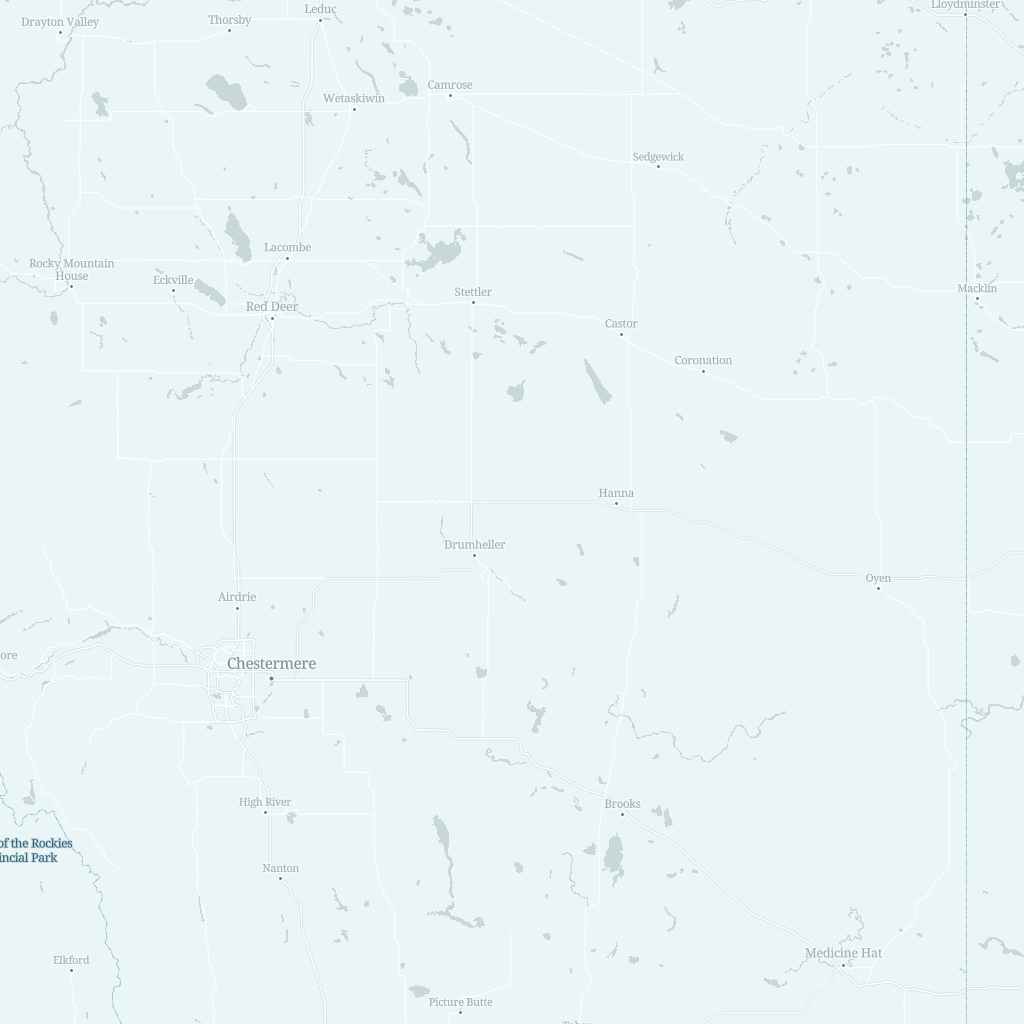 Leduc
Lloydminster
Drayton Valley
Thorsby
Camrose
Wetaskiwin
Sedgewick
Lacombe
Rocky Mountain
House
Eckville
Macklin
Stettler
Red Deer
Castor
Coronation
Hanna
Drumheller
Oyen
Airdrie
ore
Chestermere
High River
Brooks
of the Rockies
incial Park
Nanton
Medicine Hat
Elkford
Picture Butte